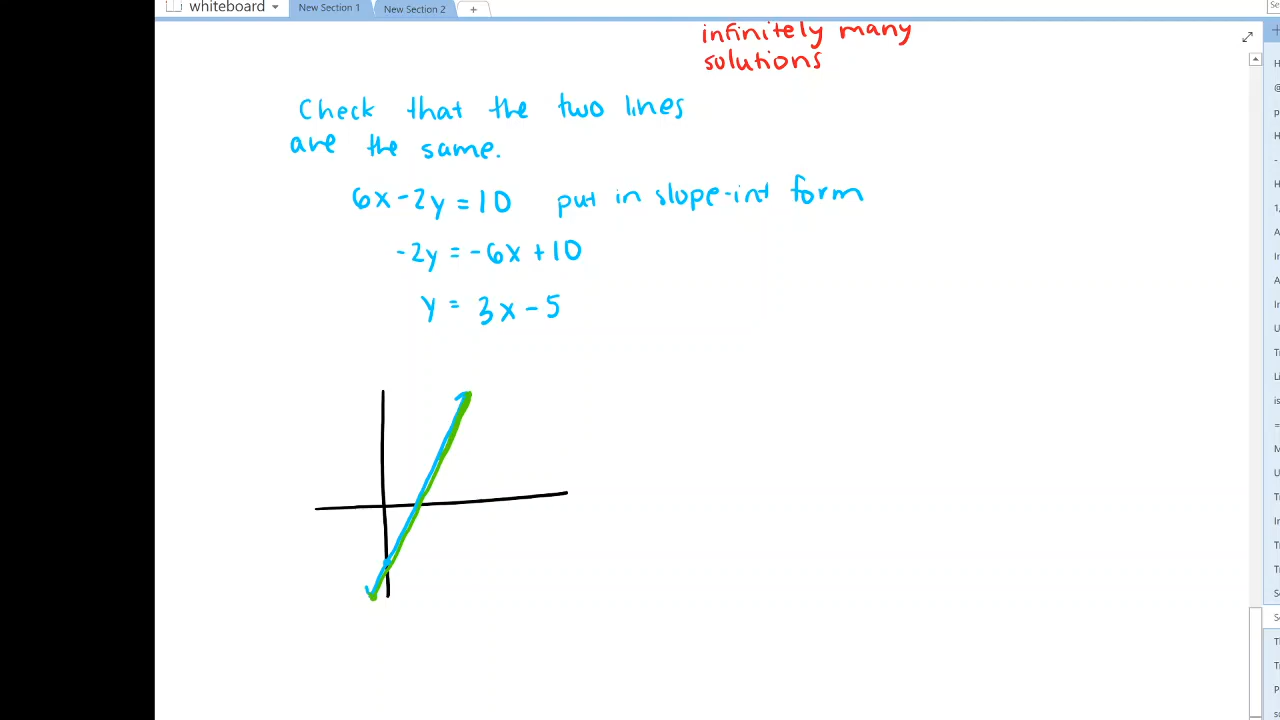 whiteboard
New Section 1
New Section 2
+
infinitely many
solutions
Check that the two lines
are the same.
6x-2y=10 put in slope-int form
-2y=-6x+10
y=3x-5